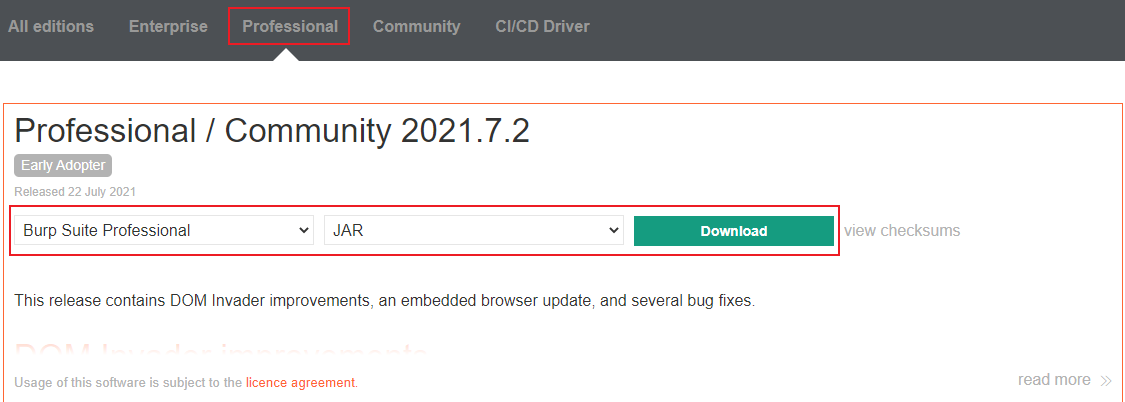 All editions Enterprise Professional Community CI/CD Driver
Professional / Community 2021.7.2
Early Adopter
Released 22 July 2021
Burp Suite Professional JAR Download view checksums
This release contains DOM Invader improvements, an embedded browser update, and several bug fixes.
DOM Invader improvements
Usage of this software is subject to the licence agreement.
read more »